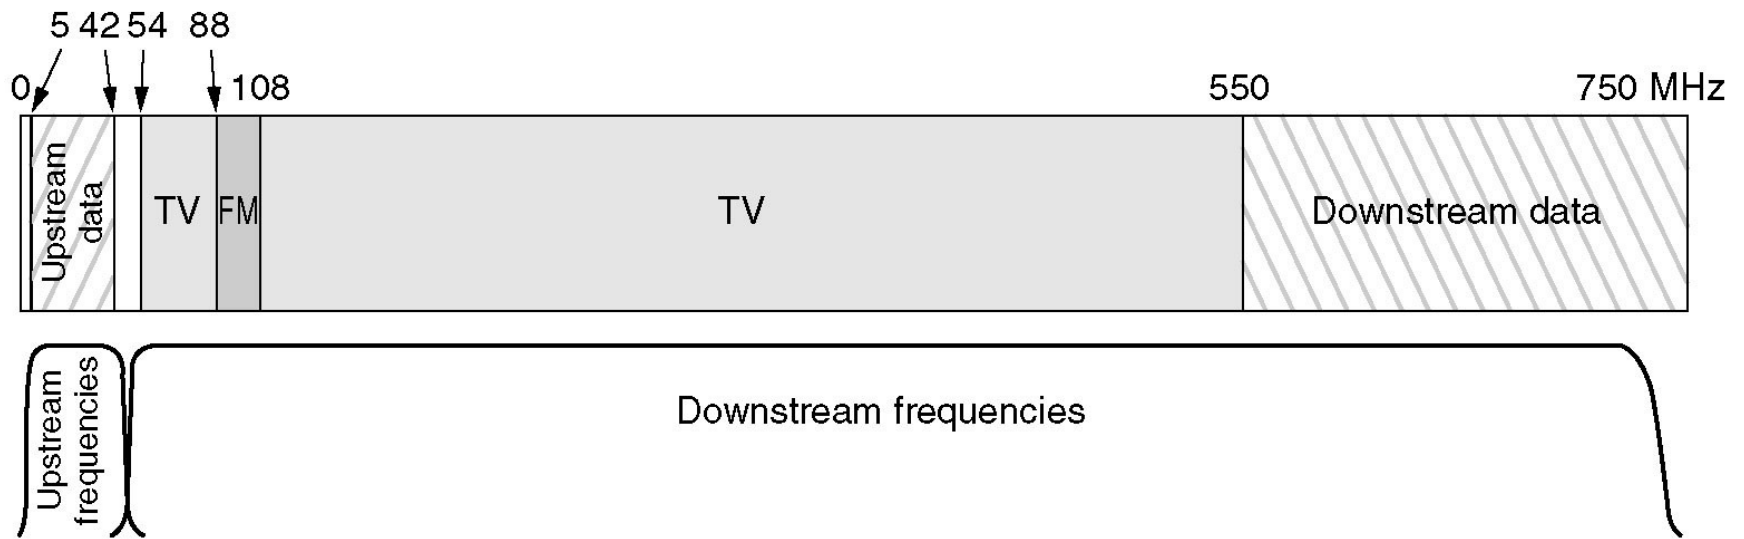 5 42 54 88
0 108 550 750 MHz
Upstream
data
TV FM TV Downstream data
Upstream
frequencies
Downstream frequencies